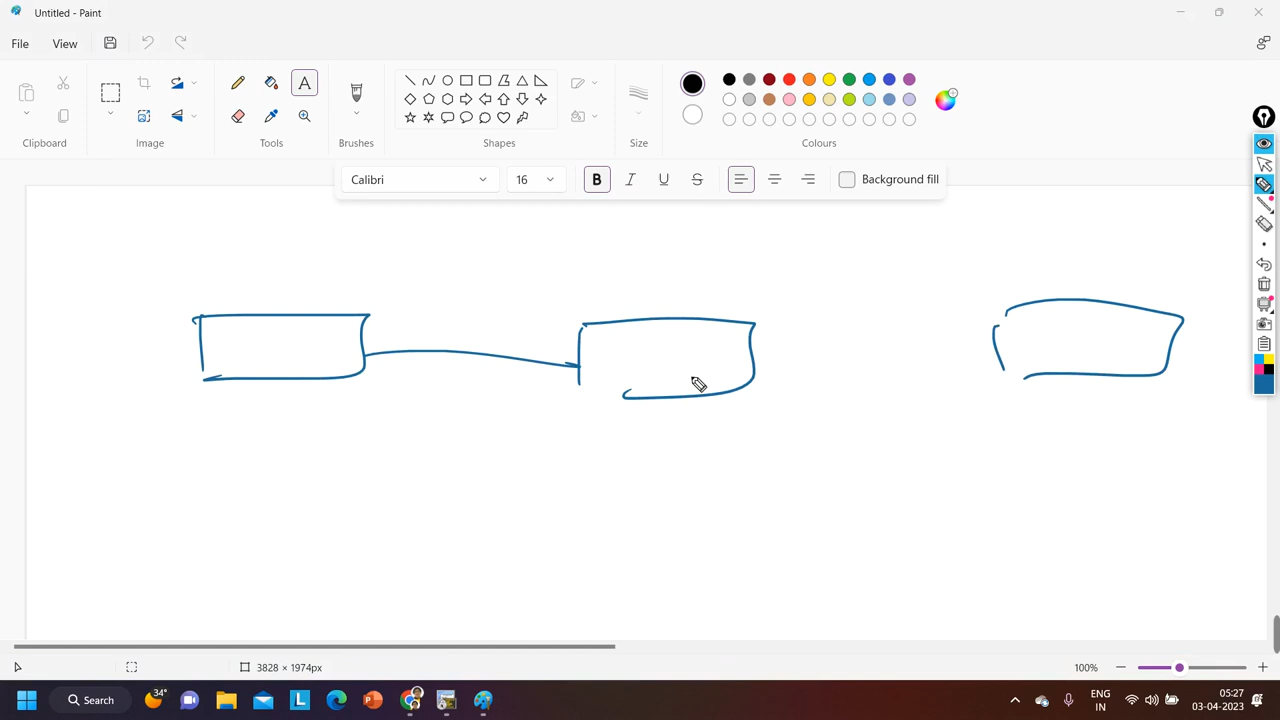 Untitled - Paint
File
View
A
Clipboard
Image
Tools
Brushes
Shapes
Size
Colours
Calibri
16
B
I
U
S
Background fill
3828 × 1974px
100%
Search
34°
L
P
ENG
IN
05:27
03-04-2023